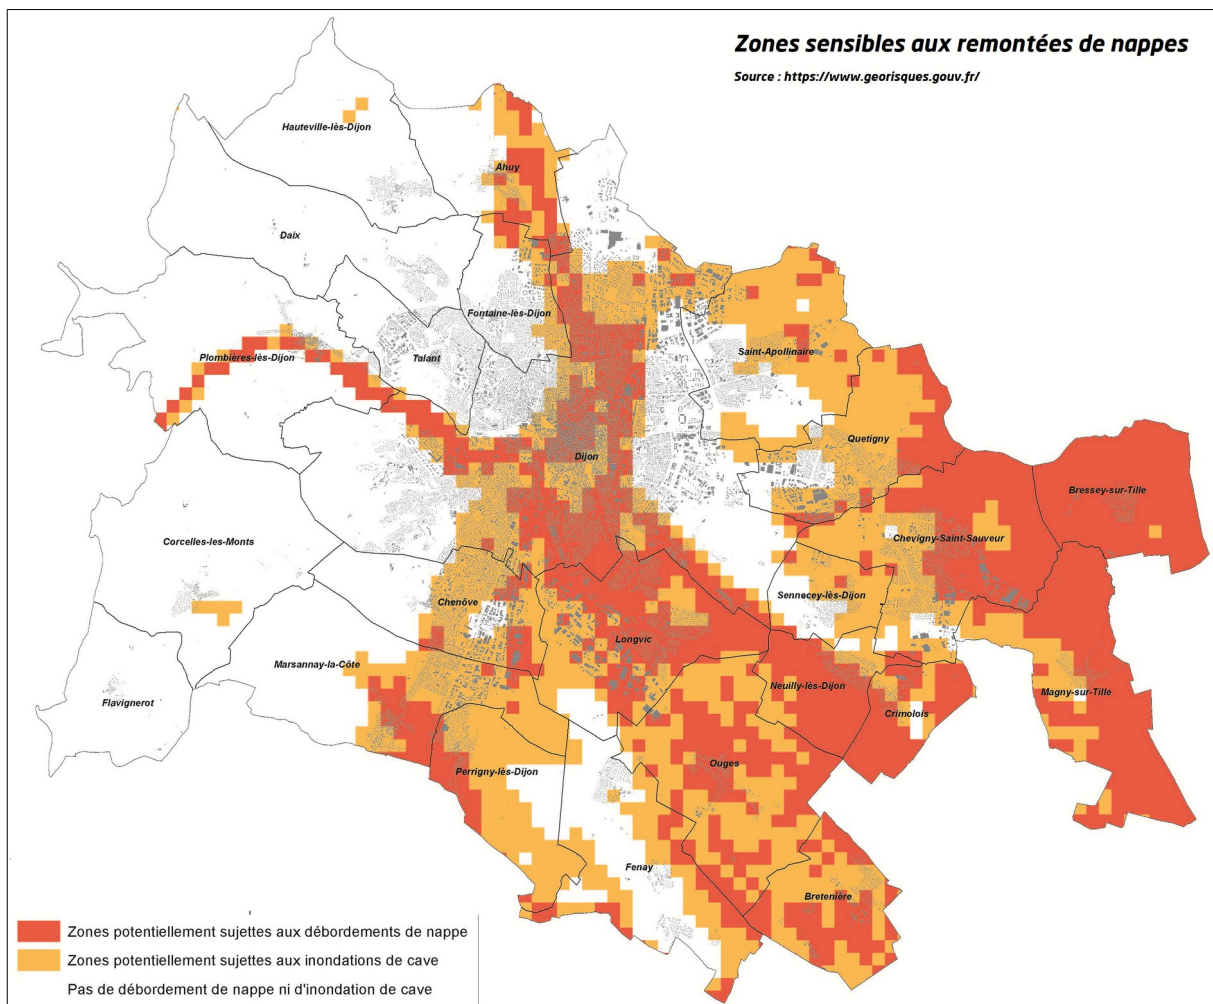 Zones sensibles aux remontées de nappes
Source : https://www.georisques.gouv.fr/
Hauteville-lès-Dijon
Ahuy
Daix
Fontaine-lès-Dijon
Plombières-lès-Dijon
Talant
Saint-Apollinaire
Quetigny
Dijon
Bressey-sur-Tille
Corcelles-les-Monts
Chevigny-Saint-Sauveur
Chenôve
Sennecey-lès-Dijon
Longvic
Marsannay-la-Côte
Neuilly-lès-Dijon
Magny-sur-Tille
Flavignerot
Crimolois
Perrigny-lès-Dijon
Ouges
Fenay
Bretenière
Zones potentiellement sujettes aux débordements de nappe
Zones potentiellement sujettes aux inondations de cave
Pas de débordement de nappe ni d'inondation de cave